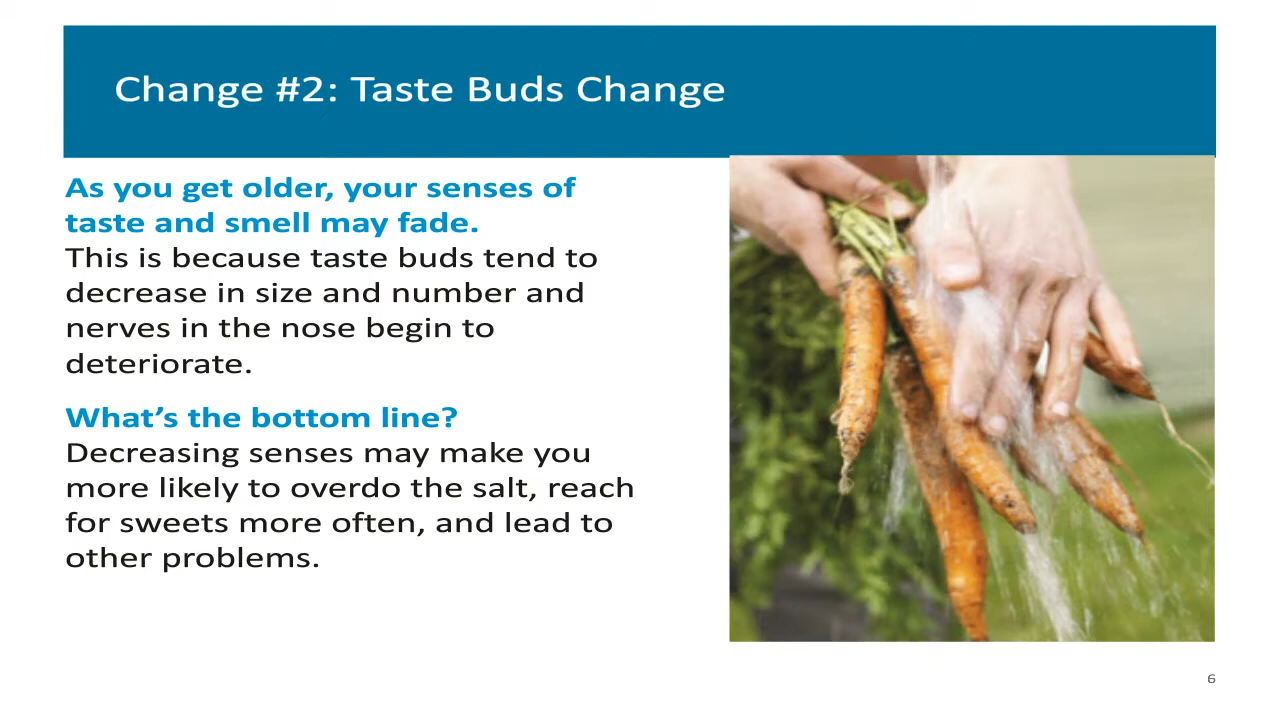 Change #2: Taste Buds Change
As you get older, your senses of
taste and smell may fade.
This is because taste buds tend to
decrease in size and number and
nerves in the nose begin to
deteriorate.
What’s the bottom line?
Decreasing senses may make you
more likely to overdo the salt, reach
for sweets more often, and lead to
other problems.
6